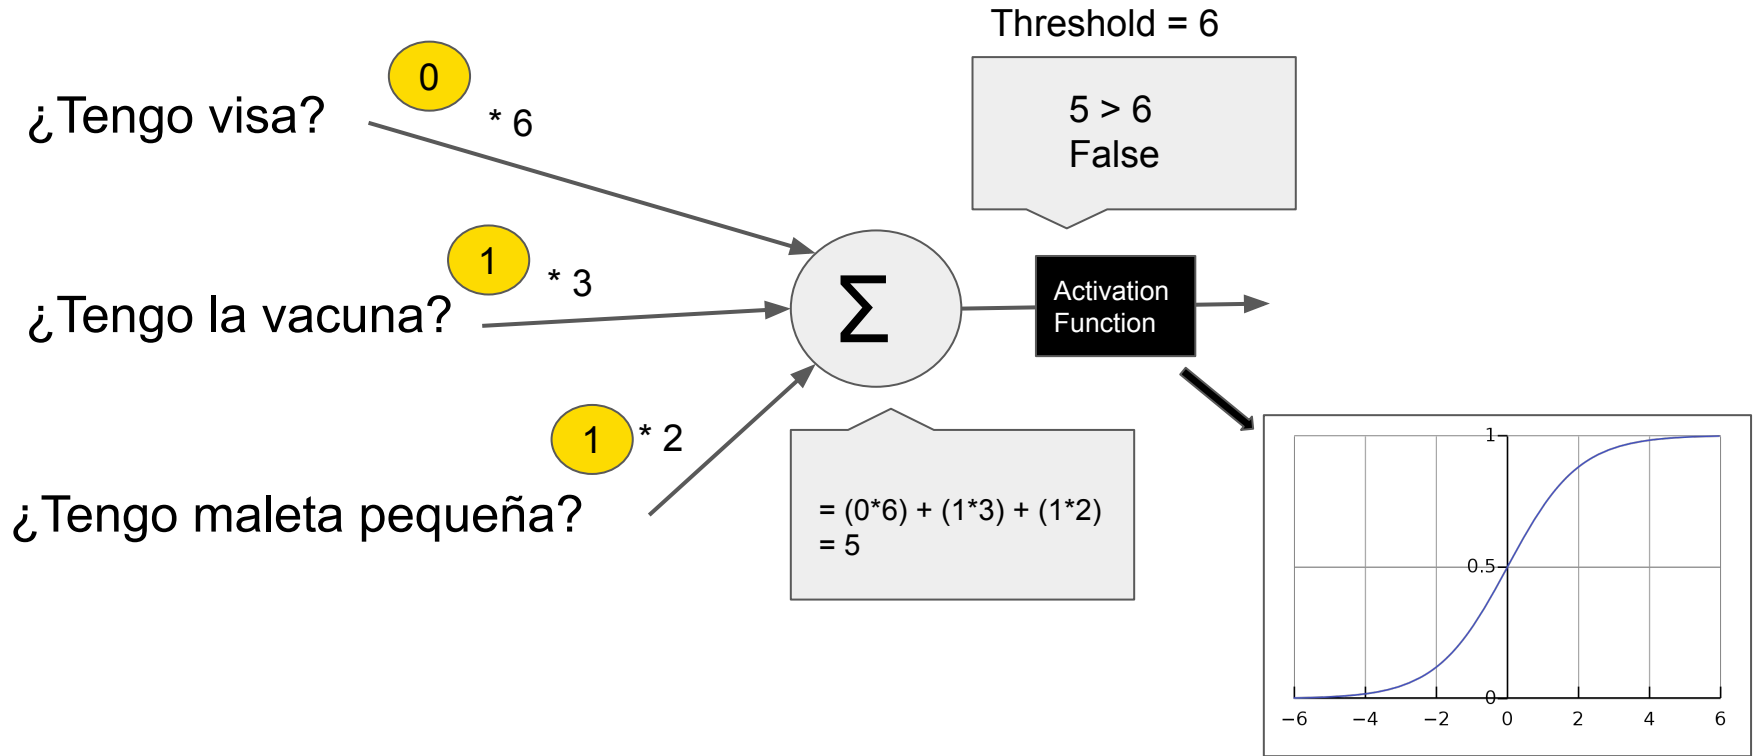 Threshold = 6
0
¿Tengo visa?
* 6
5 > 6
False
1
* 3
¿Tengo la vacuna?
Σ
Activation
Function
1
* 2
¿Tengo maleta pequeña?
= (0*6) + (1*3) + (1*2)
= 5
1
0.5
0
−6 −4 −2 0 2 4 6